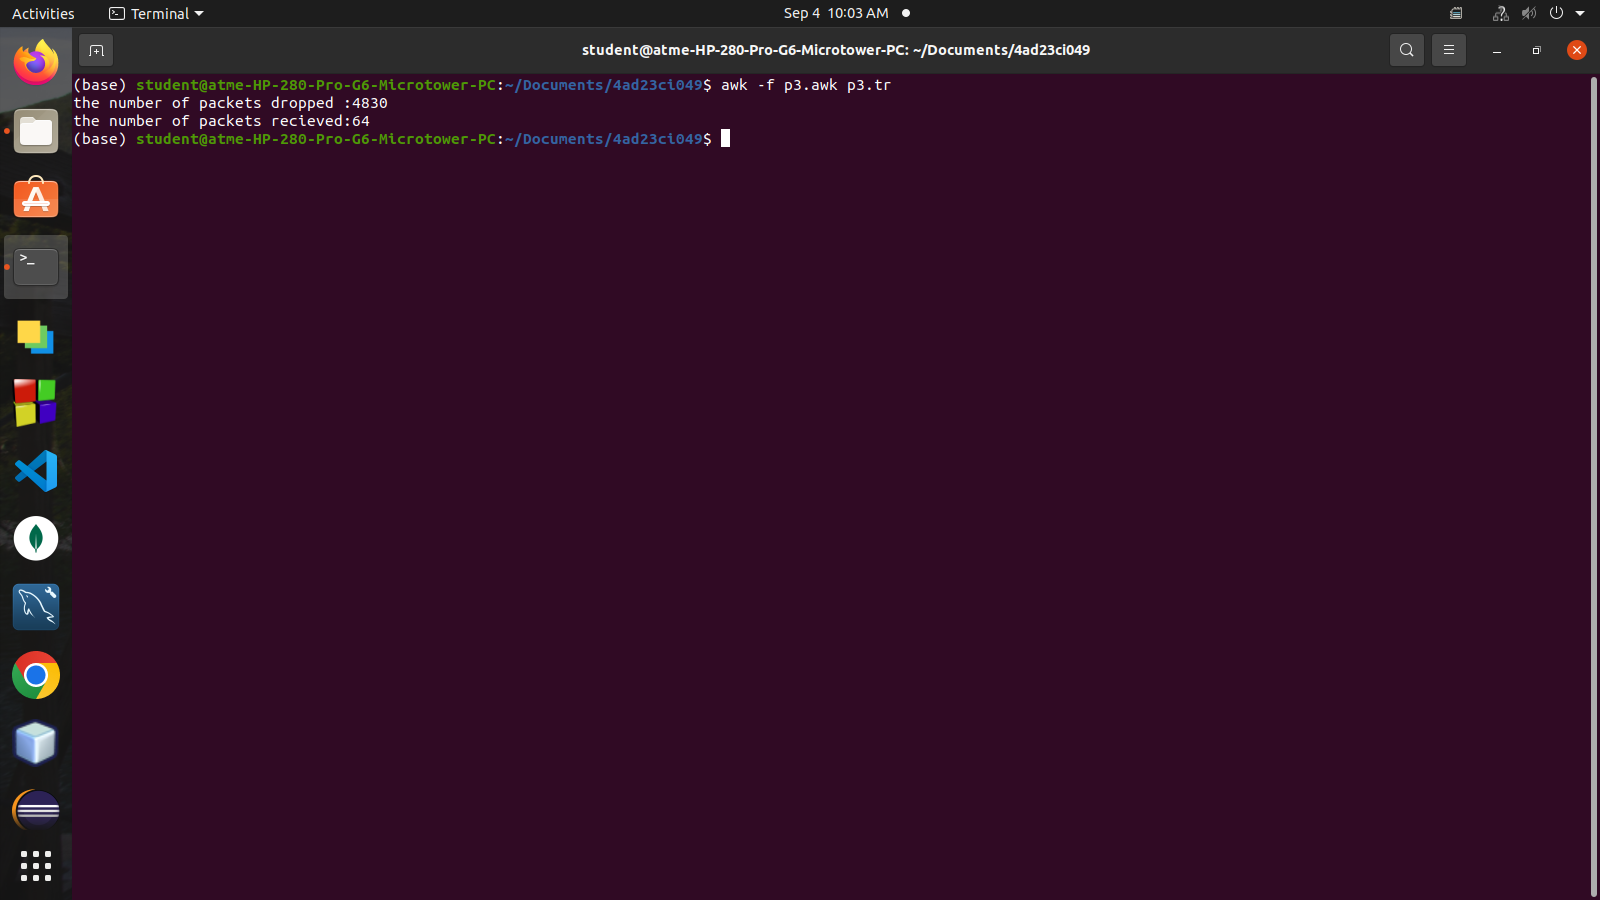 Activities
Terminal
Sep 4 10:03 AM
student@atme-HP-280-Pro-G6-Microtower-PC: ~/Documents/4ad23ci049
(base) student@atme-HP-280-Pro-G6-Microtower-PC:~/Documents/4ad23ci049$ awk -f p3.awk p3.tr
the number of packets dropped :4830
the number of packets recieved:64
(base) student@atme-HP-280-Pro-G6-Microtower-PC:~/Documents/4ad23ci049$